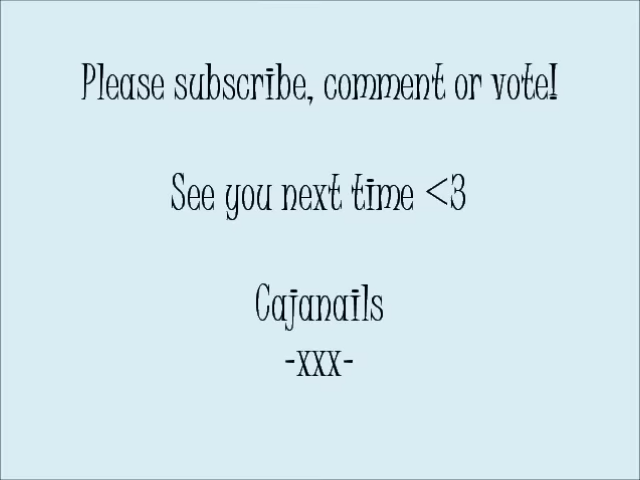 Please subscribe, comment or vote!
See you next time <3
Cajanails
-xxx-